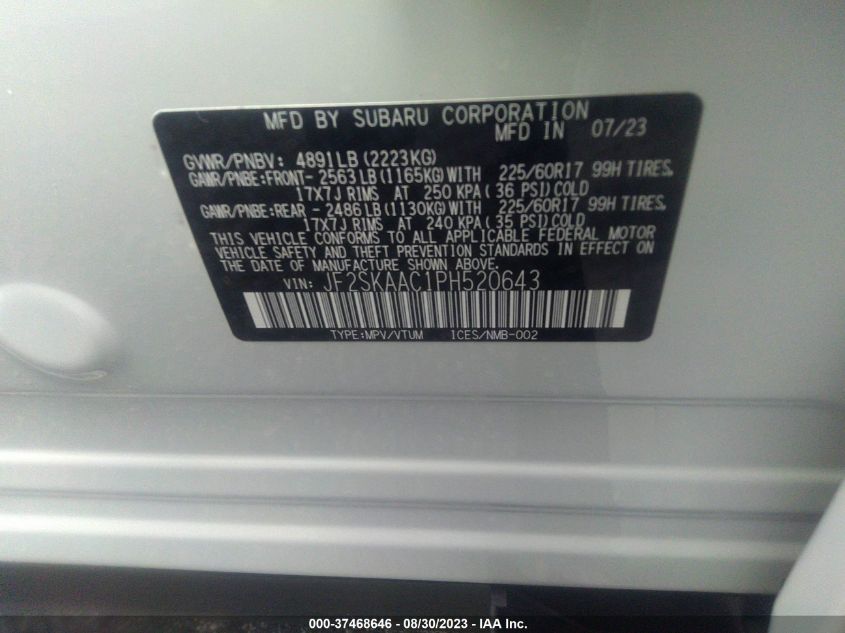 MFD BY SUBARU CORPORATION
MFD IN 07/23
GVWR/PNBV: 4891LB (2223KG)
GAWR/PNBE:FRONT- 2563LB (1165KG) WITH 225/60R17 99H TIRES,
17X7J RIMS AT 250 KPA( 36 PSI) COLD
GAWR/PNBE:REAR - 2486LB (1130KG) WITH 225/60R17 99H TIRES,
17X7J RIMS AT 240 KPA( 35 PSI) COLD
THIS VEHICLE CONFORMS TO ALL APPLICABLE FEDERAL MOTOR
VEHICLE SAFETY AND THEFT PREVENTION STANDARDS IN EFFECT ON
THE DATE OF MANUFACTURE SHOWN ABOVE.
VIN: JF2SKAAC1PH520643
TYPE:MPV/VTUM ICES/NMB-002
000-37468646 - 08/30/2023 - IAA Inc.